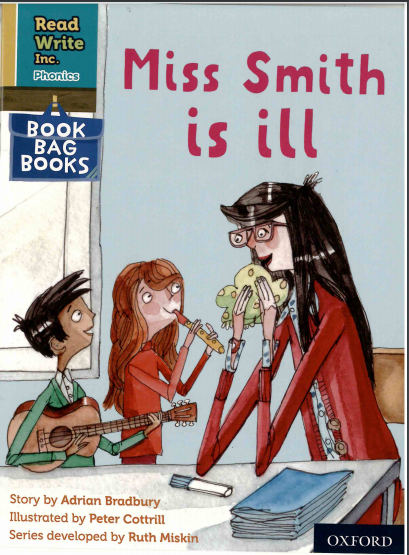 Read
Write
Inc.
Phonics
BOOK
BAG
BOOKS
Miss Smith
is ill
Story by Adrian Bradbury
Illustrated by Peter Cottrill
Series developed by Ruth Miskin
OXFORD